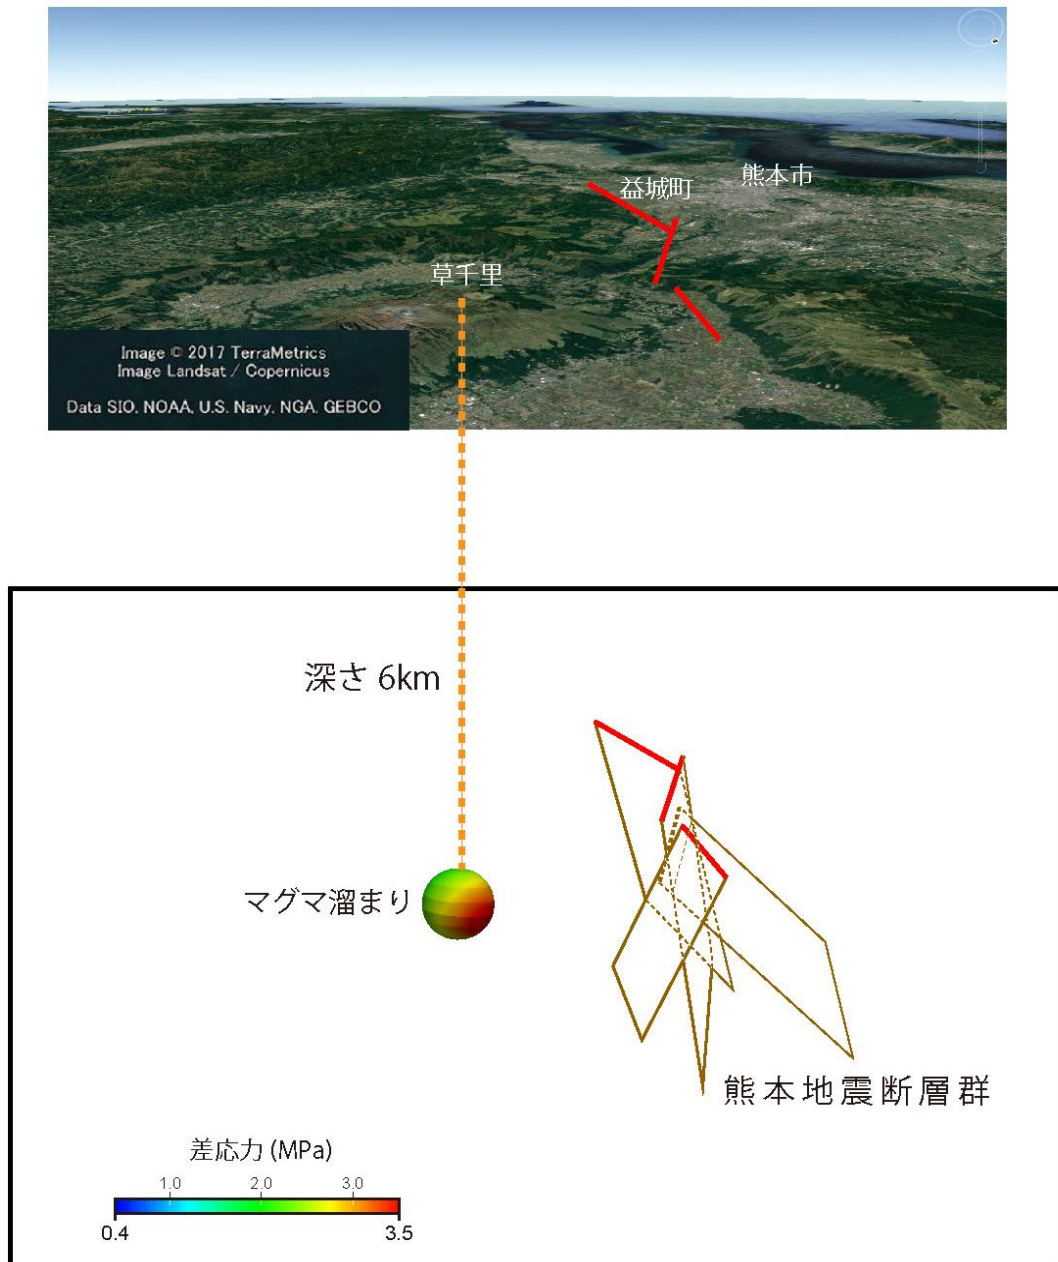 熊本市
益城町
草千里
Image © 2017 TerraMetrics
Image Landsat / Copernicus
Data SIO, NOAA, U.S. Navy, NGA, GEBCO
深さ 6km
マグマ溜まり
熊本地震断層群
差応力 (MPa)
1.0 2.0 3.0
0.4 3.5